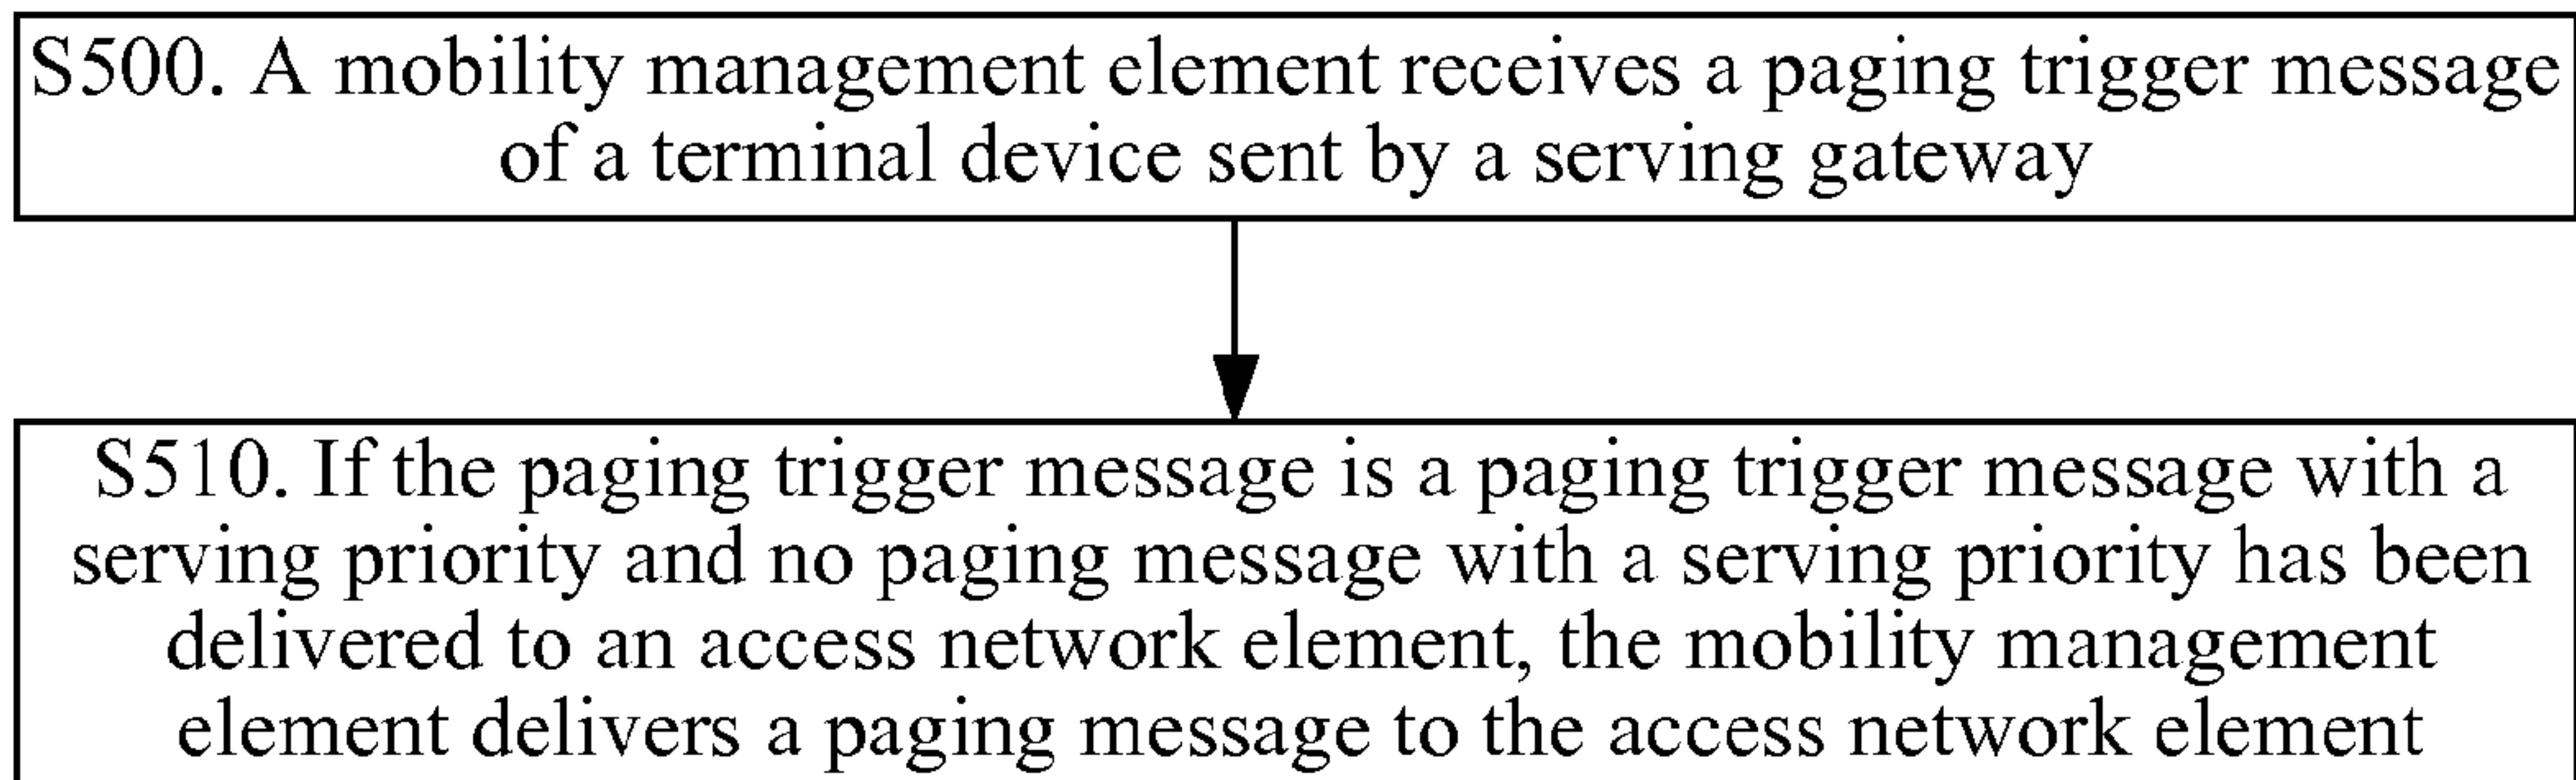 S500. A mobility management element receives a paging trigger message
of a terminal device sent by a serving gateway
S510. If the paging trigger message is a paging trigger message with a
serving priority and no paging message with a serving priority has been
delivered to an access network element, the mobility management
element delivers a paging message to the access network element